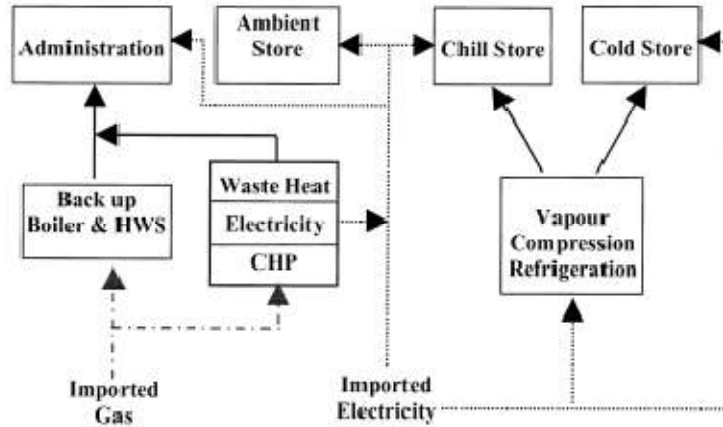 Administration
Ambient
Store
Chill Store
Cold Store
Back up
Boiler & HWS
Waste Heat
Electricity
CHP
Vapour
Compression
Refrigeration
Imported
Gas
Imported
Electricity